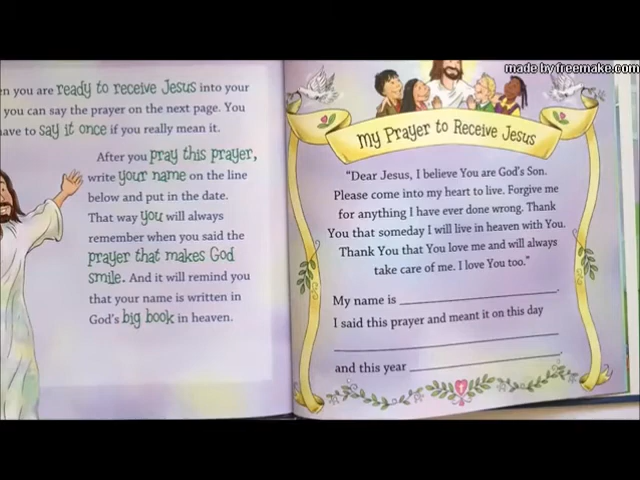 made by freemake.com
n you are ready to receive Jesus into your
you can say the prayer on the next page. You
have to say it once if you really mean it.
After you pray this prayer,
write your name on the line
below and put in the date.
That way you will always
remember when you said the
prayer that makes God
smile. And it will remind you
that your name is written in
God's big book in heaven.
My Prayer to Receive Jesus
"Dear Jesus, I believe You are God's Son.
Please come into my heart to live. Forgive me
for anything I have ever done wrong. Thank
You that someday I will live in heaven with You.
Thank You that You love me and will always
take care of me. I love You too."
My name is
I said this prayer and meant it on this day
and this year